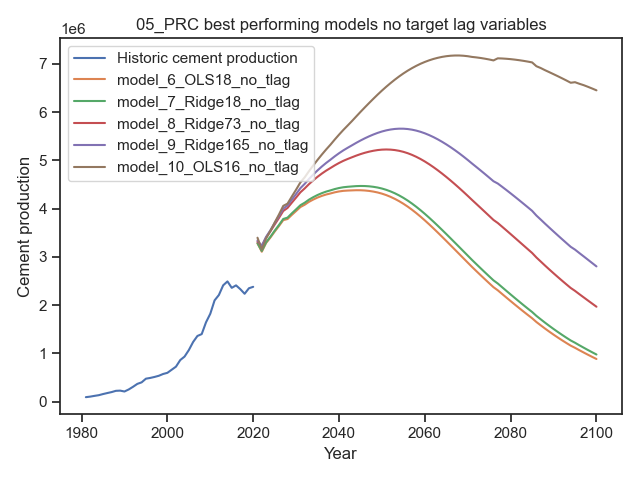 05_PRC best performing models no target lag variables
1e6
Historic cement production
model_6_OLS18_no_tlag
model_7_Ridge18_no_tlag
model_8_Ridge73_no_tlag
model_9_Ridge165_no_tlag
model_10_OLS16_no_tlag
Cement production
7
6
5
4
3
2
1
0
1980 2000 2020 2040 2060 2080 2100
Year